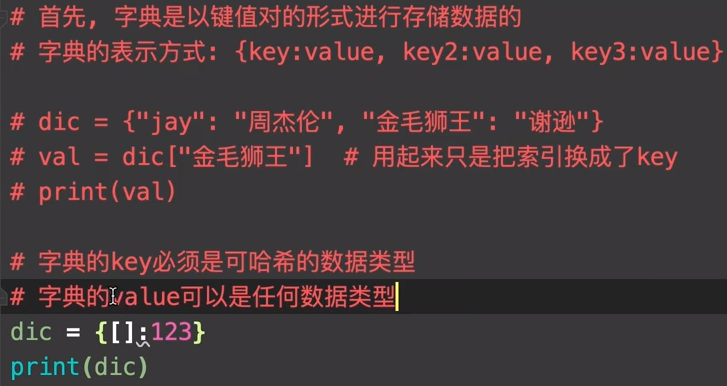 # 首先, 字典是以键值对的形式进行存储数据的
# 字典的表示方式: {key:value, key2:value, key3:value}
# dic = {"jay": "周杰伦", "金毛狮王": "谢逊"}
# val = dic["金毛狮王"]  # 用起来只是把索引换成了key
# print(val)
# 字典的key必须是可哈希的数据类型
# 字典的value可以是任何数据类型
dic = {[]:123}
print(dic)